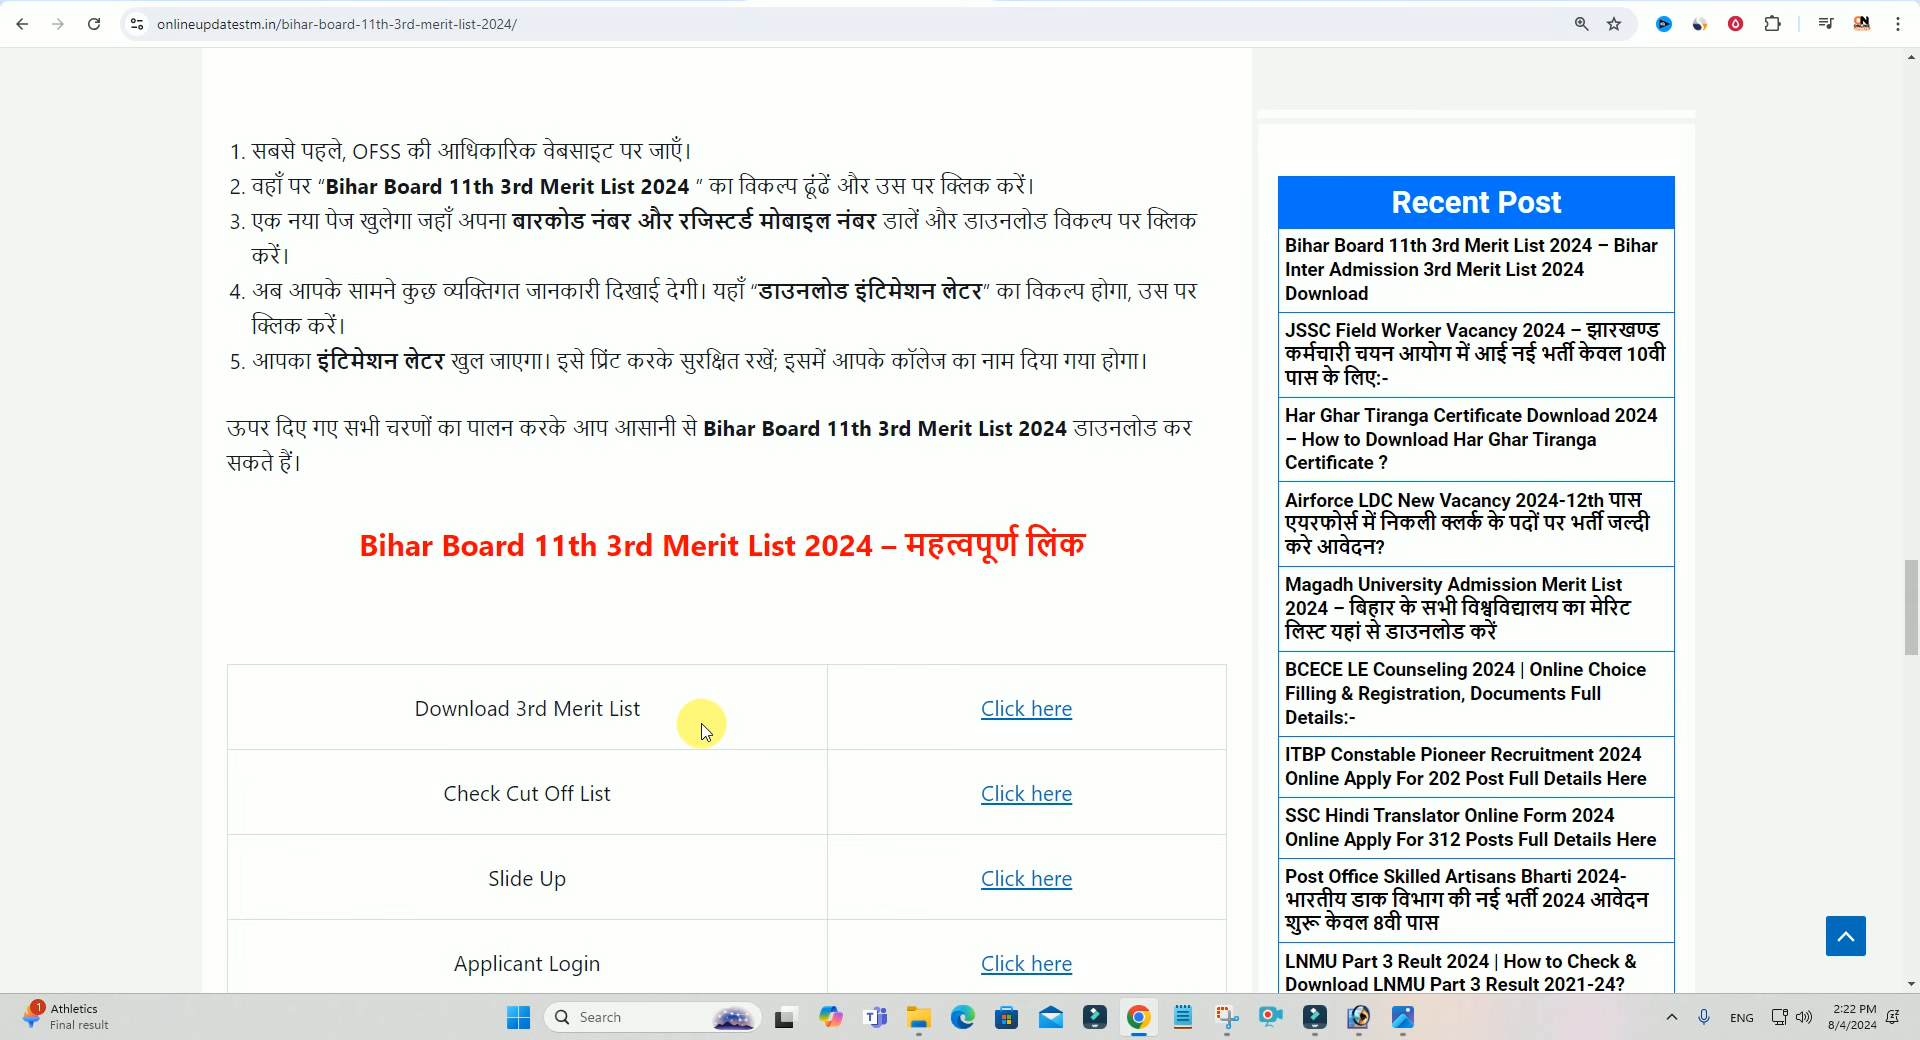 onlineupdatestm.in/bihar-board-11th-3rd-merit-list-2024/
1. सबसे पहले, OFSS की आधिकारिक वेबसाइट पर जाएँ।
2. वहाँ पर “Bihar Board 11th 3rd Merit List 2024 “ का विकल्प ढूंढें और उस पर क्लिक करें।
3. एक नया पेज खुलेगा जहाँ अपना बारकोड नंबर और रजिस्टर्ड मोबाइल नंबर डालें और डाउनलोड विकल्प पर क्लिक
करें।
4. अब आपके सामने कुछ व्यक्तिगत जानकारी दिखाई देगी। यहाँ “डाउनलोड इंटिमेशन लेटर” का विकल्प होगा, उस पर
क्लिक करें।
5. आपका इंटिमेशन लेटर खुल जाएगा। इसे प्रिंट करके सुरक्षित रखें; इसमें आपके कॉलेज का नाम दिया गया होगा।
ऊपर दिए गए सभी चरणों का पालन करके आप आसानी से Bihar Board 11th 3rd Merit List 2024 डाउनलोड कर
सकते हैं।
Bihar Board 11th 3rd Merit List 2024 – महत्वपूर्ण लिंक
Download 3rd Merit List Click here
Check Cut Off List Click here
Slide Up Click here
Applicant Login Click here
Recent Post
Bihar Board 11th 3rd Merit List 2024 – Bihar
Inter Admission 3rd Merit List 2024
Download
JSSC Field Worker Vacancy 2024 – झारखण्ड
कर्मचारी चयन आयोग में आई नई भर्ती केवल 10वी
पास के लिए:-
Har Ghar Tiranga Certificate Download 2024
– How to Download Har Ghar Tiranga
Certificate ?
Airforce LDC New Vacancy 2024-12th पास
एयरफोर्स में निकली क्लर्क के पदों पर भर्ती जल्दी
करे आवेदन?
Magadh University Admission Merit List
2024 – बिहार के सभी विश्वविद्यालय का मेरिट
लिस्ट यहां से डाउनलोड करें
BCECE LE Counseling 2024 | Online Choice
Filling & Registration, Documents Full
Details:-
ITBP Constable Pioneer Recruitment 2024
Online Apply For 202 Post Full Details Here
SSC Hindi Translator Online Form 2024
Online Apply For 312 Posts Full Details Here
Post Office Skilled Artisans Bharti 2024-
भारतीय डाक विभाग की नई भर्ती 2024 आवेदन
शुरू केवल 8वी पास
LNMU Part 3 Reult 2024 | How to Check &
Download LNMU Part 3 Result 2021-24?
1
Athletics
Final result
Search
ENG
2:22 PM
8/4/2024